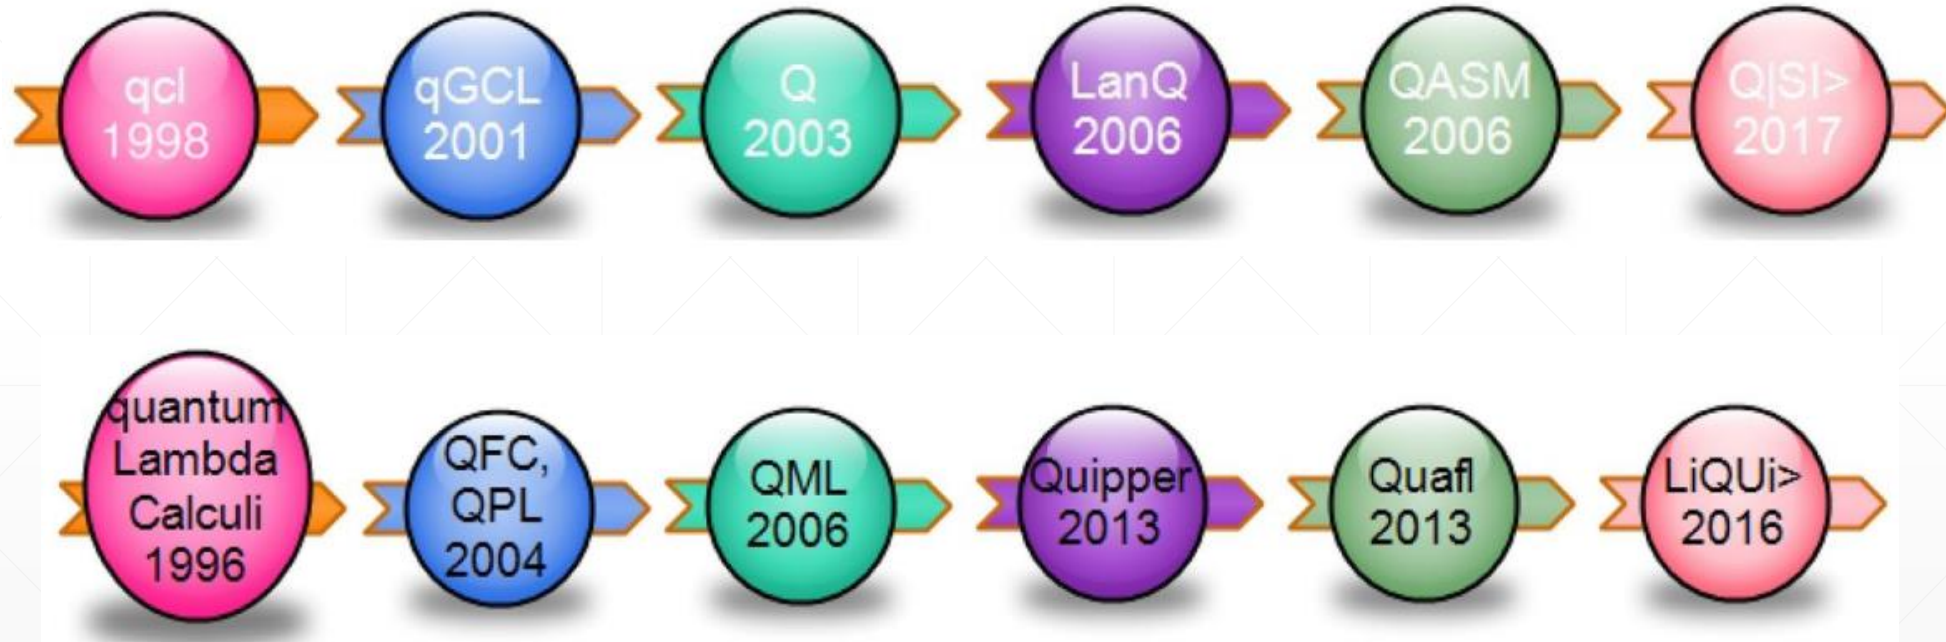 qcl
1998
qGCL
2001
Q
2003
LanQ
2006
QASM
2006
Q|SI>
2017
quantum
Lambda
Calculi
1996
QFC,
QPL
2004
QML
2006
Quipper
2013
Quafl
2013
LiQUi>
2016